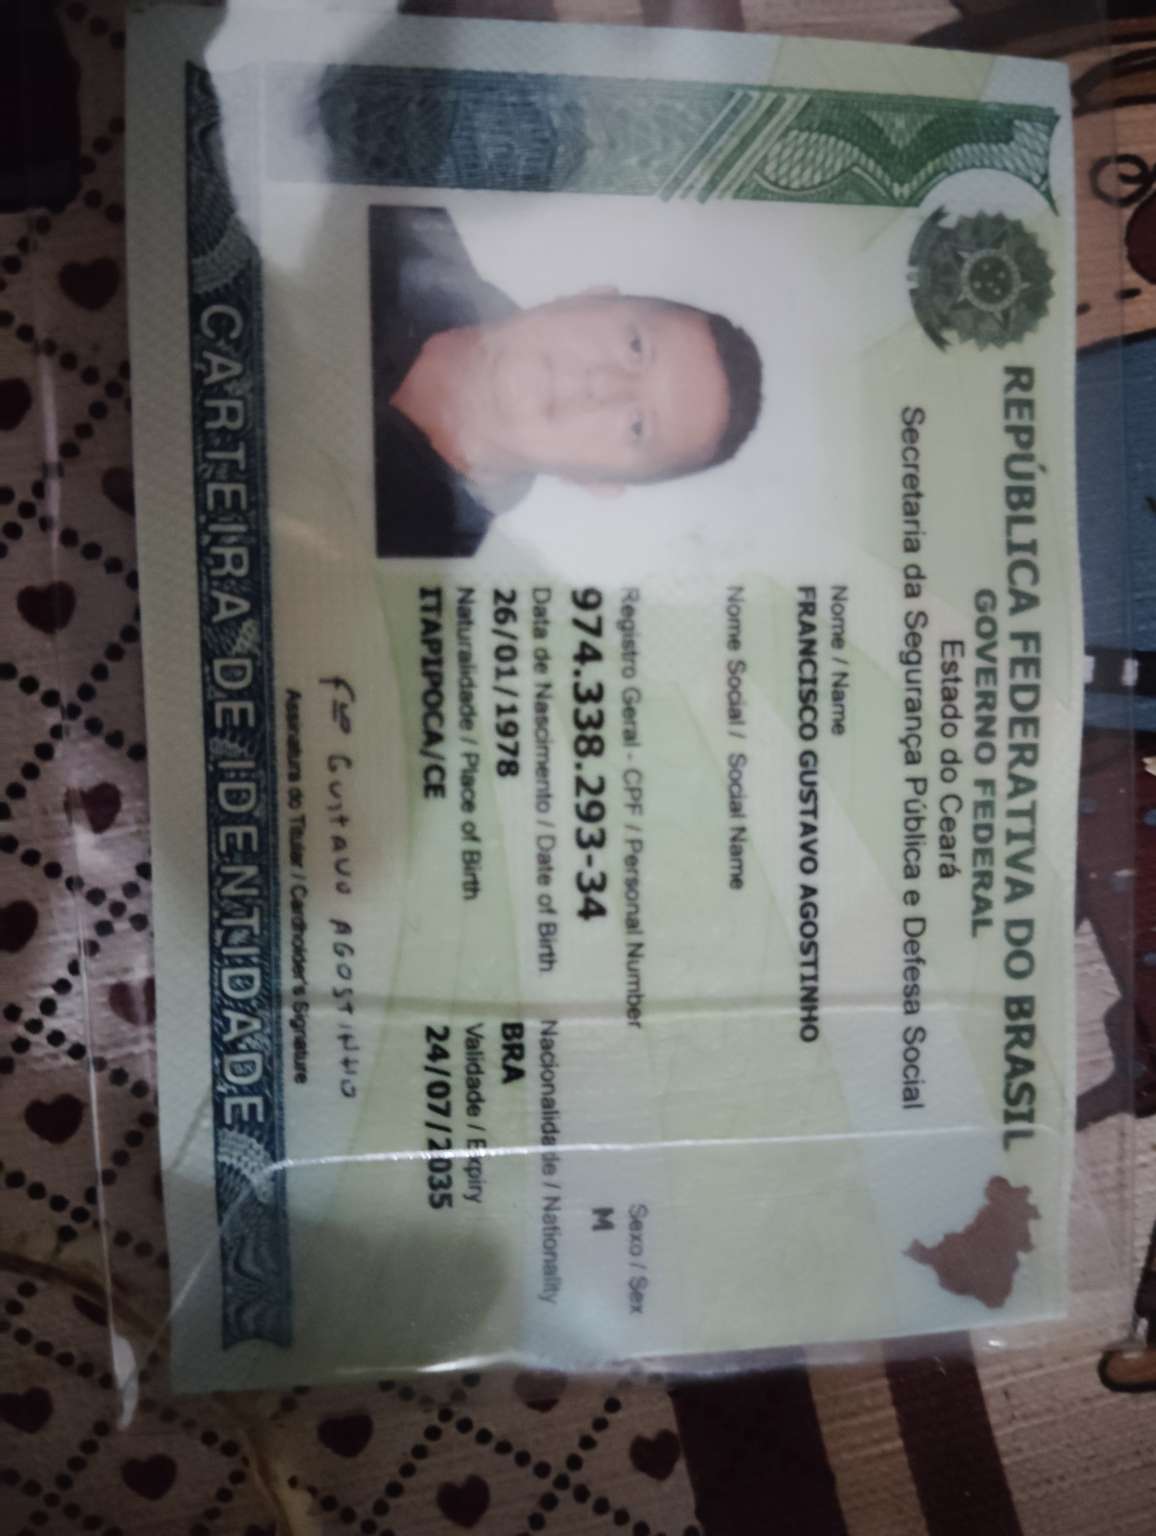 REPÚBLICA FEDERATIVA DO BRASIL
GOVERNO FEDERAL
Estado do Ceará
Secretaria da Segurança Pública e Defesa Social
Nome / Name
FRANCISCO GUSTAVO AGOSTINHO
Nome Social / Social Name
Registro Geral - CPF / Personal Number
974.338.293-34
Sexo / Sex
M
Data de Nascimento / Date of Birth
26/01/1978
Nacionalidade / Nationality
BRA
Naturalidade / Place of Birth
ITAPIPOCA/CE
Validade / Expiry
24/07/2035
Fco Gustavo Agostinho
Assinatura do Titular / Cardholder's Signature
CARTEIRA DE IDENTIDADE